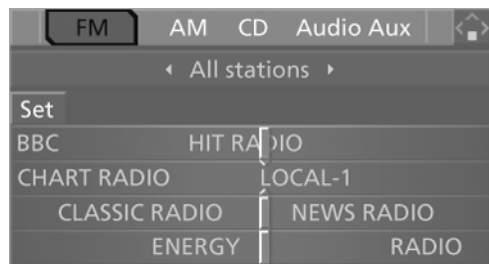 FM AM CD Audio Aux
All stations
Set
BBC HIT RADIO
CHART RADIO LOCAL-1
CLASSIC RADIO NEWS RADIO
ENERGY RADIO